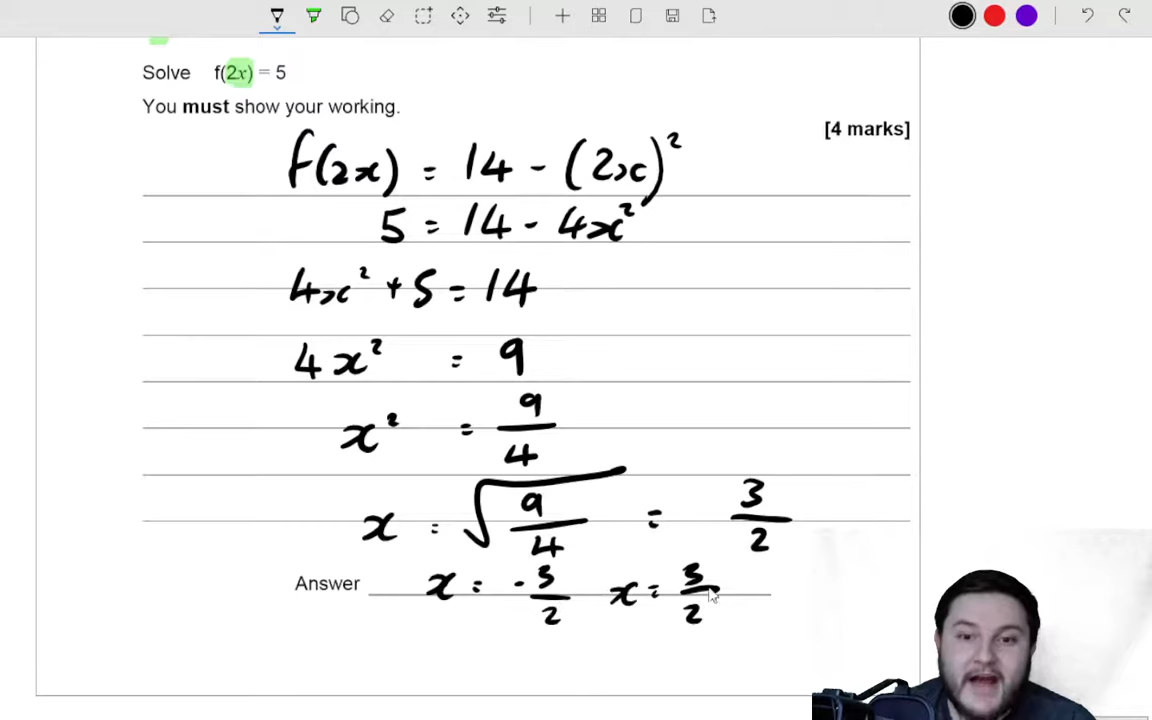 Solve f(2x) = 5
You must show your working.
[4 marks]
f(2x) = 14 - (2x)²
5 = 14 - 4x²
4x² + 5 = 14
4x² = 9
x² = 9/4
x = √(9/4) = 3/2
Answer x = -3/2 x = 3/2